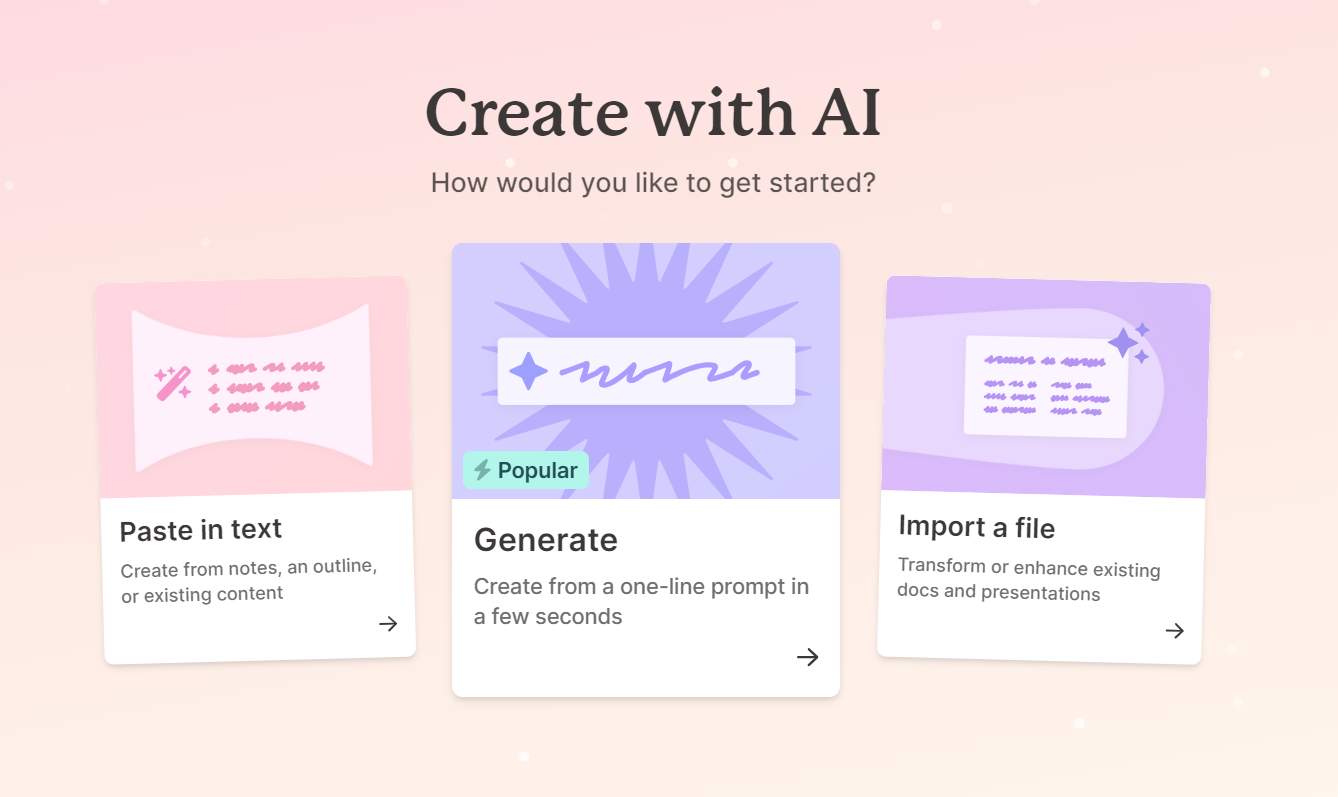 Create with AI
How would you like to get started?
Paste in text
Create from notes, an outline,
or existing content
Popular
Generate
Create from a one-line prompt in
a few seconds
Import a file
Transform or enhance existing
docs and presentations